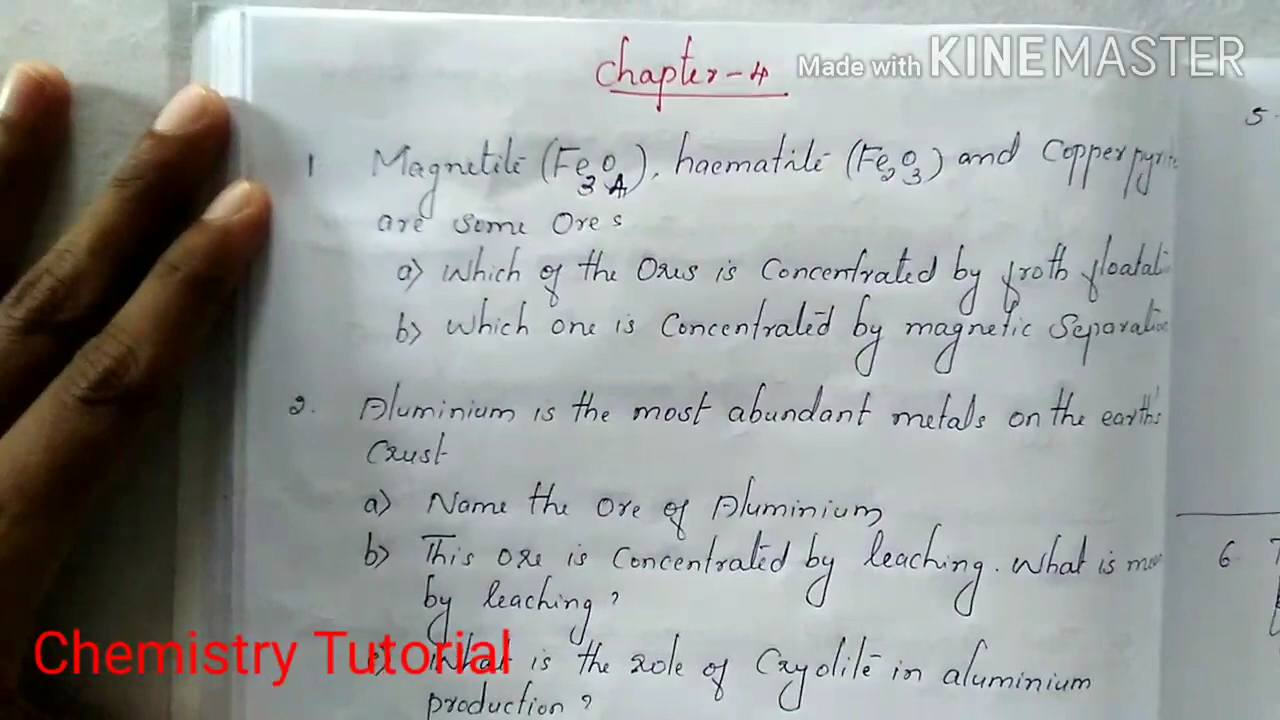 Chapter-4
Made with KINEMASTER
1 Magnetite (Fe3O4), haematite (Fe2O3) and Copper
are some Ores
a) Which of the Ores is Concentrated by froth
b) Which one is Concentrated by magnetic
2. Aluminium is the most abundant metals on the earth's
Crust
a) Name the Ore of Aluminium
b) This ore is Concentrated by leaching. What is
by leaching?
What is the role of Cryolite in aluminium
production?
Chemistry Tutorial
5.
6.